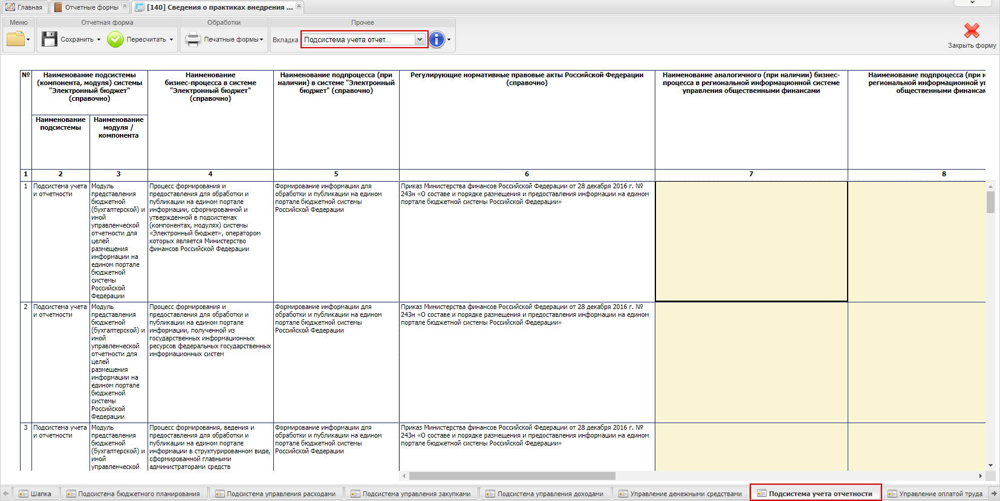 Главная
Отчетные формы
[140] Сведения о практиках внедрения ...
Меню
Отчетная форма
Обработки
Прочее
Сохранить
Пересчитать
Печатные формы
Вкладка
Подсистема учета отчет...
Закрыть форму
№
Наименование подсистемы
(компонента, модуля) системы
"Электронный бюджет"
(справочно)
Наименование
подсистемы
Наименование
модуля /
компонента
Наименование
бизнес-процесса в системе
"Электронный бюджет"
(справочно)
Наименование подпроцесса (при
наличии) в системе "Электронный
бюджет" (справочно)
Регулирующие нормативные правовые акты Российской Федерации
(справочно)
Наименование аналогичного (при наличии) бизнес-
процесса в региональной информационной системе
управления общественными финансами
Наименование подпроцесса (при н
региональной информационной уп
общественными финансам
1 2 3 4 5 6 7 8
1
Подсистема учета
и отчетности
Модуль
представления
бюджетной
(бухгалтерской) и
иной
управленческой
отчетности для
целей
размещения
информации на
едином портале
бюджетной
системы
Российской
Федерации
Процесс формирования и
предоставления для обработки и
публикации на едином портале
информации, сформированной и
утвержденной в подсистемах
(компонентах, модулях) системы
«Электронный бюджет», оператором
которых является Министерство
финансов Российской Федерации
Формирование информации для
обработки и публикации на едином
портале бюджетной системы
Российской Федерации
Приказ Министерства финансов Российской Федерации от 28 декабря 2016 г. №
243н «О составе и порядке размещения и предоставления информации на едином
портале бюджетной системы Российской Федерации»
2
Подсистема учета
и отчетности
Модуль
представления
бюджетной
(бухгалтерской) и
иной
управленческой
отчетности для
целей
размещения
информации на
едином портале
бюджетной
системы
Российской
Федерации
Процесс формирования и
предоставления для обработки и
публикации на едином портале
информации, полученной из
государственных информационных
ресурсов федеральных государственных
информационных систем
Формирование информации для
обработки и публикации на едином
портале бюджетной системы
Российской Федерации
Приказ Министерства финансов Российской Федерации от 28 декабря 2016 г. №
243н «О составе и порядке размещения и предоставления информации на едином
портале бюджетной системы Российской Федерации»
3
Подсистема учета
и отчетности
Модуль
представления
бюджетной
(бухгалтерской) и
иной
управленческой
Процесс формирования, ведения и
предоставления для обработки и
публикации на едином портале
информации в структурированном виде,
сформированной главными
администраторами средств
Формирование информации для
обработки и публикации на едином
портале бюджетной системы
Российской Федерации
Приказ Министерства финансов Российской Федерации от 28 декабря 2016 г. №
243н «О составе и порядке размещения и предоставления информации на едином
портале бюджетной системы Российской Федерации»
Шапка
Подсистема бюджетного планирования
Подсистема управления расходами
Подсистема управления закупками
Подсистема управления доходами
Управление денежными средствами
Подсистема учета отчетности
Управление оплатой труда